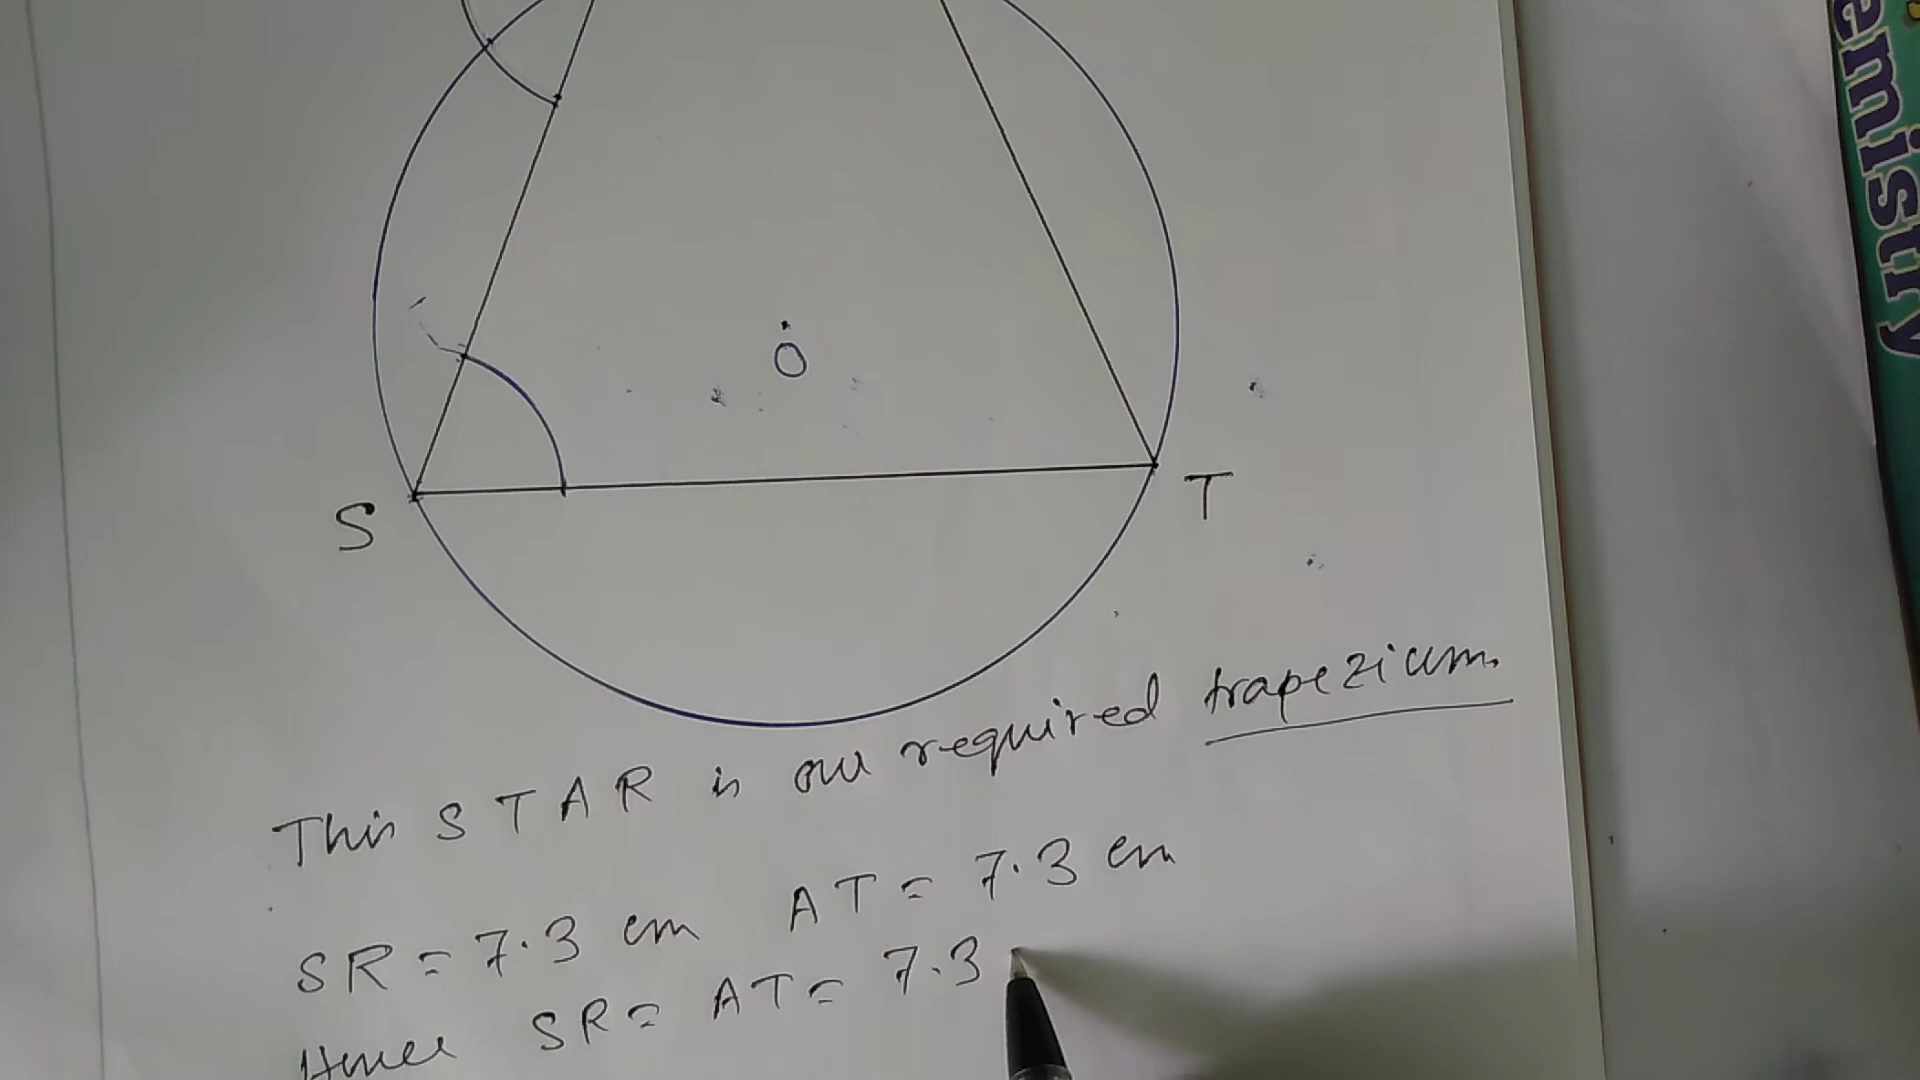 O
S
T
This STAR is our required trapezium.
SR = 7.3 cm AT = 7.3 cm
Hence SR = AT = 7.3
emistry